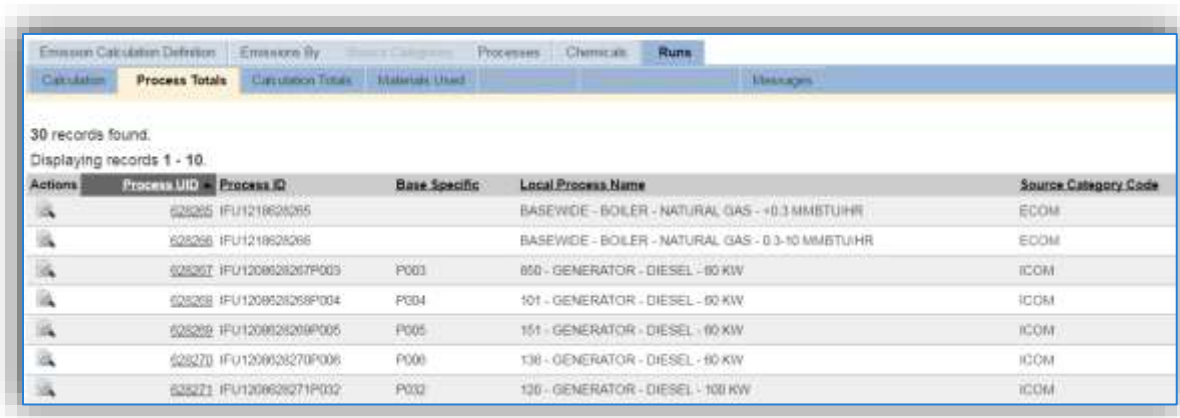 Emission Calculation Definition Emissions By Source Categories Processes Chemicals Runs
Calculation Process Totals Calculation Totals Materials Used Messages
30 records found.
Displaying records 1 - 10.
Actions Process UID Process ID Base Specific Local Process Name Source Category Code
628265 IFU1218628265 BASEWIDE - BOILER - NATURAL GAS - <0.3 MMBTU/HR ECOM
628266 IFU1218628266 BASEWIDE - BOILER - NATURAL GAS - 0.3-10 MMBTU/HR ECOM
628267 IFU1208628267P003 P003 - GENERATOR - DIESEL - 60 KW ICOM
628268 IFU1208628268P004 P004 101 - GENERATOR - DIESEL - 60 KW ICOM
628269 IFU1208628269P005 P005 151 - GENERATOR - DIESEL - 60 KW ICOM
628270 IFU1208628270P006 P006 - GENERATOR - DIESEL - 60 KW ICOM
628271 IFU1208628271P032 P032 - GENERATOR - DIESEL - 100 KW ICOM